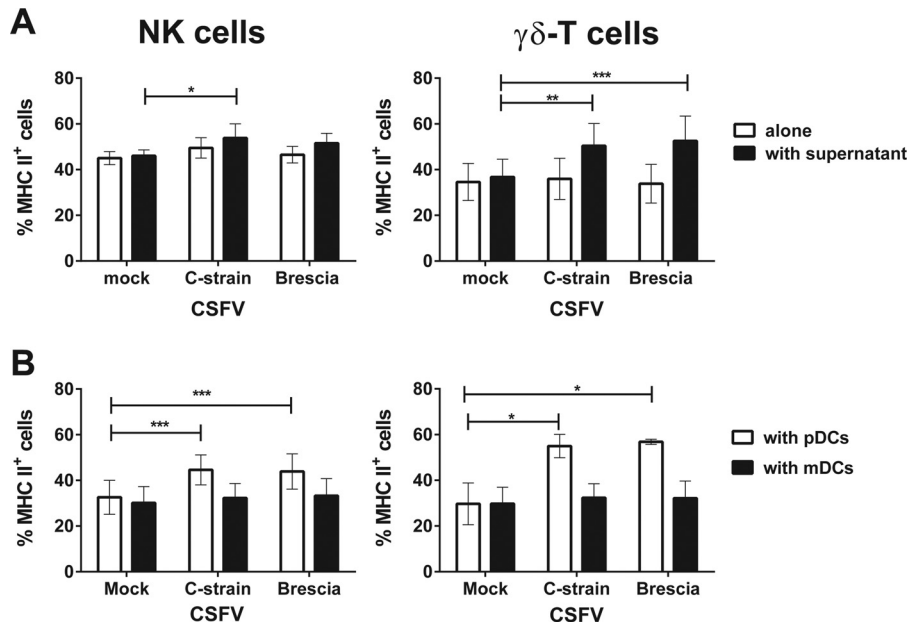 A
NK cells
γδ-T cells
% MHC II+ cells
80
60
40
20
0
*
mock
C-strain
Brescia
CSFV
% MHC II+ cells
80
60
40
20
0
**
***
mock
C-strain
Brescia
CSFV
alone
with supernatant
B
% MHC II+ cells
80
60
40
20
0
***
***
Mock
C-strain
Brescia
CSFV
% MHC II+ cells
80
60
40
20
0
*
*
Mock
C-strain
Brescia
CSFV
with pDCs
with mDCs